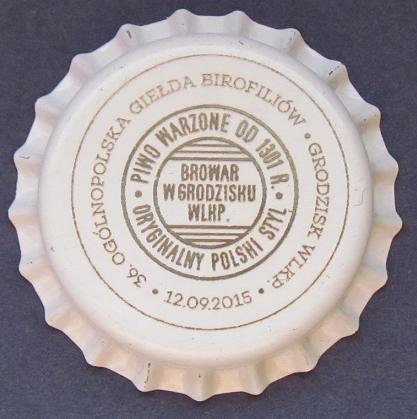 36. OGÓLNOPOLSKA GIEŁDA BIROFILIÓW • GRODZISK WLKP. • 12.09.2015 •
• PIWO WARZONE OD 1301 R. •
ORYGINALNY POLSKI STYL
BROWAR
W GRODZISKU
WLKP.